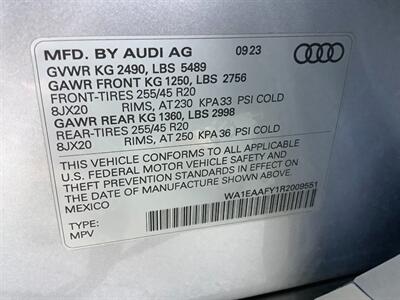 MFD. BY AUDI AG 09 23
GVWR KG 2490, LBS 5489
GAWR FRONT KG 1250, LBS 2756
FRONT-TIRES 255/45 R20
8JX20 RIMS, AT 230 KPA 33 PSI COLD
GAWR REAR KG 1360, LBS 2998
REAR-TIRES 255/45 R20
8JX20 RIMS, AT 250 KPA 36 PSI COLD
THIS VEHICLE CONFORMS TO ALL APPLICABLE
U.S. FEDERAL MOTOR VEHICLE SAFETY AND
THEFT PREVENTION STANDARDS IN EFFECT ON
THE DATE OF MANUFACTURE SHOWN ABOVE.
MEXICO
WA1EAAFY1R2009551
TYPE:
MPV